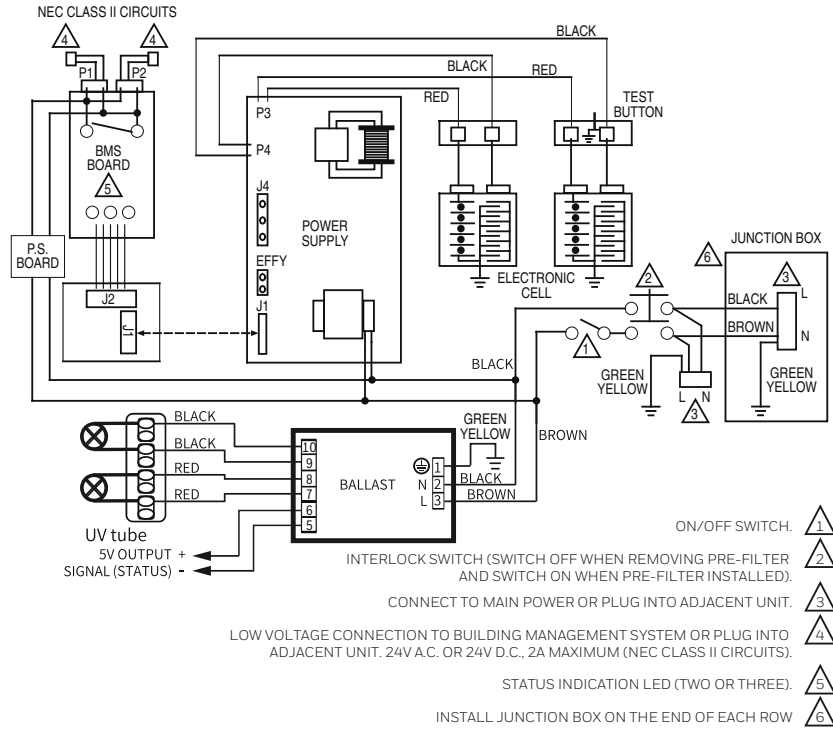 NEC CLASS II CIRCUITS
4
4
P1
P2
BMS
BOARD
5
P.S.
BOARD
J2
J1
P3
P4
J4
EFFY
J1
POWER
SUPPLY
BLACK
BLACK
RED
RED
TEST
BUTTON
ELECTRONIC
CELL
2
6
JUNCTION BOX
3
L
BLACK
BROWN
N
1
GREEN
YELLOW
GREEN
YELLOW
L N
3
BLACK
BROWN
BLACK
BLACK
RED
RED
UV tube
10
9
8
7
6
5
BALLAST
GREEN
YELLOW
1
N 2
L 3
BLACK
BROWN
5V OUTPUT +
SIGNAL (STATUS) -
ON/OFF SWITCH. 1
INTERLOCK SWITCH (SWITCH OFF WHEN REMOVING PRE-FILTER 2
AND SWITCH ON WHEN PRE-FILTER INSTALLED).
CONNECT TO MAIN POWER OR PLUG INTO ADJACENT UNIT. 3
LOW VOLTAGE CONNECTION TO BUILDING MANAGEMENT SYSTEM OR PLUG INTO 4
ADJACENT UNIT. 24V A.C. OR 24V D.C., 2A MAXIMUM (NEC CLASS II CIRCUITS).
STATUS INDICATION LED (TWO OR THREE). 5
INSTALL JUNCTION BOX ON THE END OF EACH ROW 6